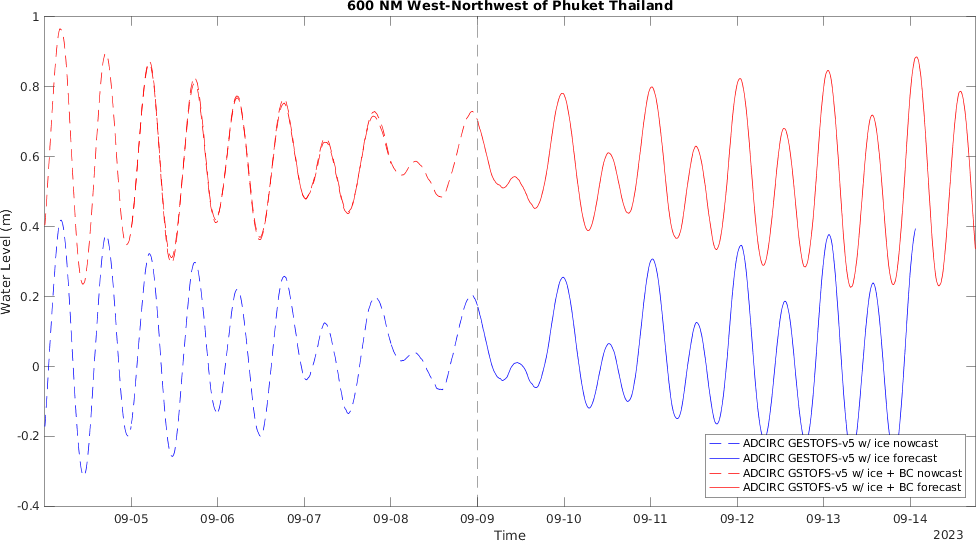 600 NM West-Northwest of Phuket Thailand
1
0.8
0.6
0.4
0.2
0
-0.2
-0.4
Water Level (m)
ADCIRC GESTOFS-v5 w/ ice nowcast
ADCIRC GESTOFS-v5 w/ ice forecast
ADCIRC GSTOFS-v5 w/ ice + BC nowcast
ADCIRC GSTOFS-v5 w/ ice + BC forecast
09-05 09-06 09-07 09-08 09-09 09-10 09-11 09-12 09-13 09-14
Time
2023